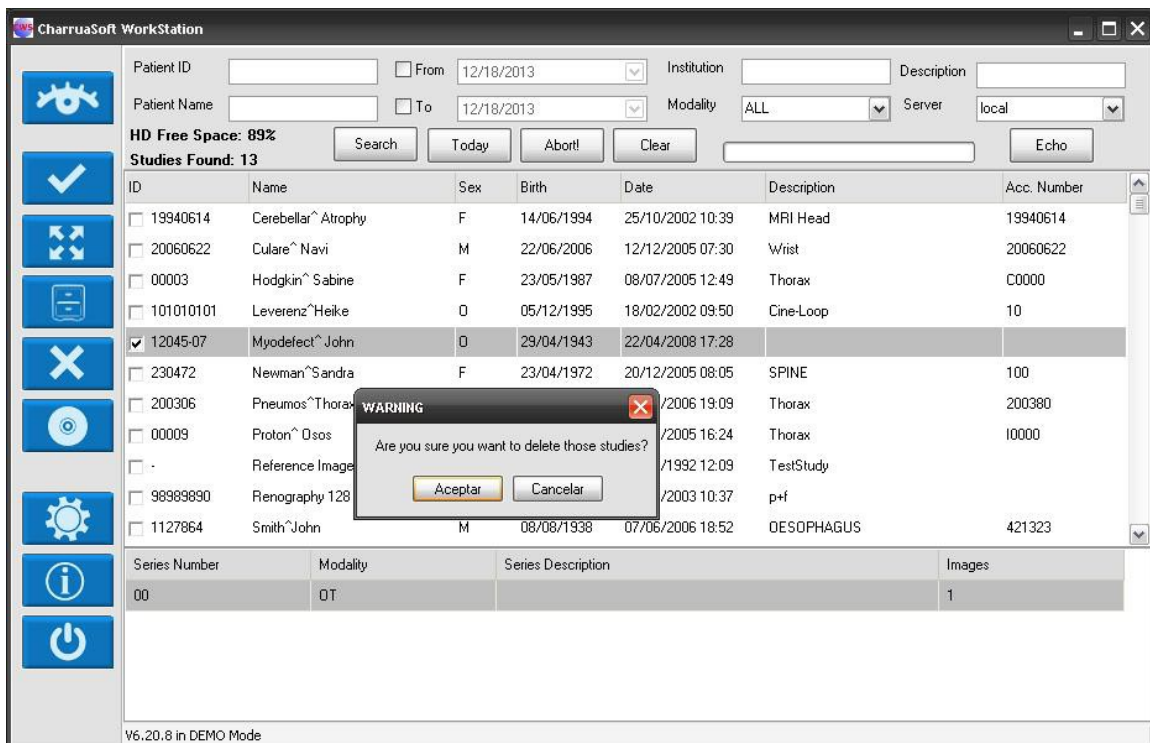 CWS CharruaSoft WorkStation
Patient ID From 12/18/2013 Institution Description
Patient Name To 12/18/2013 Modality ALL Server local
HD Free Space: 89%
Studies Found: 13
Search Today Abort! Clear Echo
ID Name Sex Birth Date Description Acc. Number
19940614 Cerebellar^ Atrophy F 14/06/1994 25/10/2002 10:39 MRI Head 19940614
20060622 Culare^ Navi M 22/06/2006 12/12/2005 07:30 Wrist 20060622
00003 Hodgkin^ Sabine F 23/05/1987 08/07/2005 12:49 Thorax C0000
101010101 Leverenz^Heike O 05/12/1995 18/02/2002 09:50 Cine-Loop 10
12045-07 Myodefect^ John O 29/04/1943 22/04/2008 17:28
230472 Newman^Sandra F 23/04/1972 20/12/2005 08:05 SPINE 100
200306 Pneumos^Thorax /2006 19:09 Thorax 200380
00009 Proton^ Osos /2005 16:24 Thorax I0000
- Reference Image /1992 12:09 TestStudy
98989890 Renography 128 /2003 10:37 p+f
1127864 Smith^John M 08/08/1938 07/06/2006 18:52 OESOPHAGUS 421323
WARNING
Are you sure you want to delete those studies?
Aceptar Cancelar
Series Number Modality Series Description Images
00 OT 1
V6.20.8 in DEMO Mode